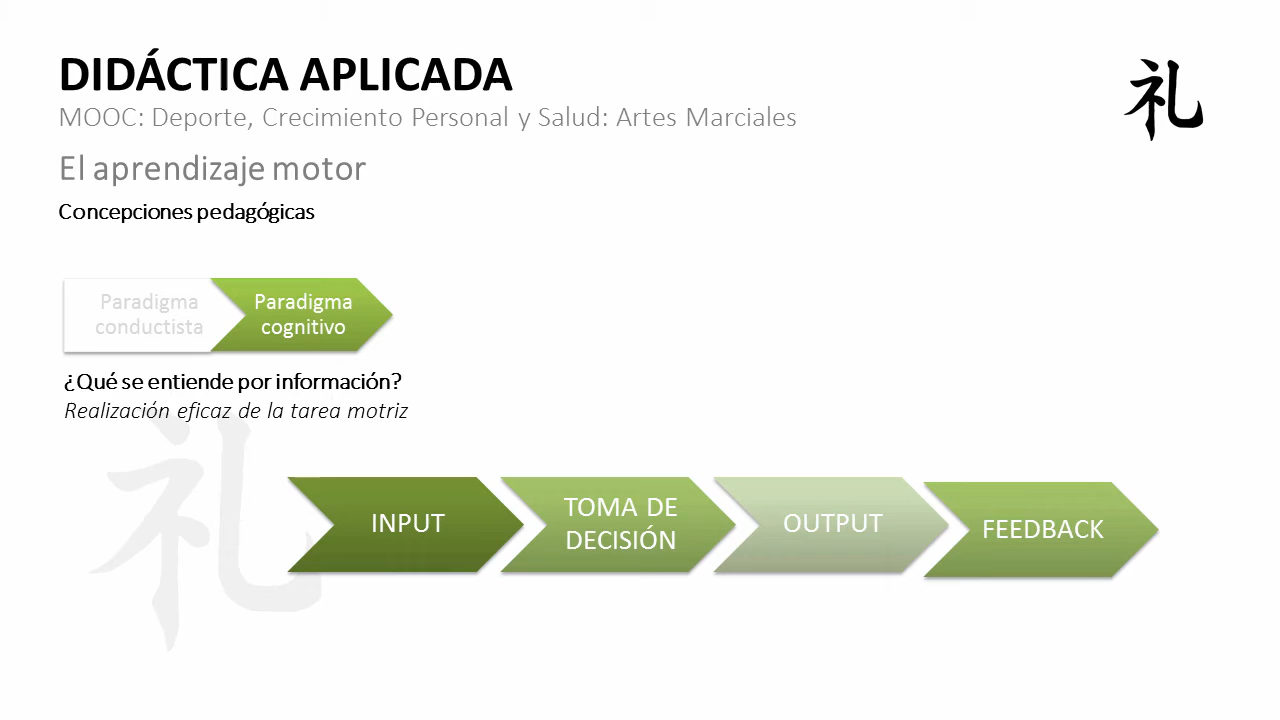 DIDÁCTICA APLICADA
礼
MOOC: Deporte, Crecimiento Personal y Salud: Artes Marciales
El aprendizaje motor
Concepciones pedagógicas
Paradigma
conductista
Paradigma
cognitivo
¿Qué se entiende por información?
Realización eficaz de la tarea motriz
礼
INPUT
TOMA DE
DECISIÓN
OUTPUT
FEEDBACK